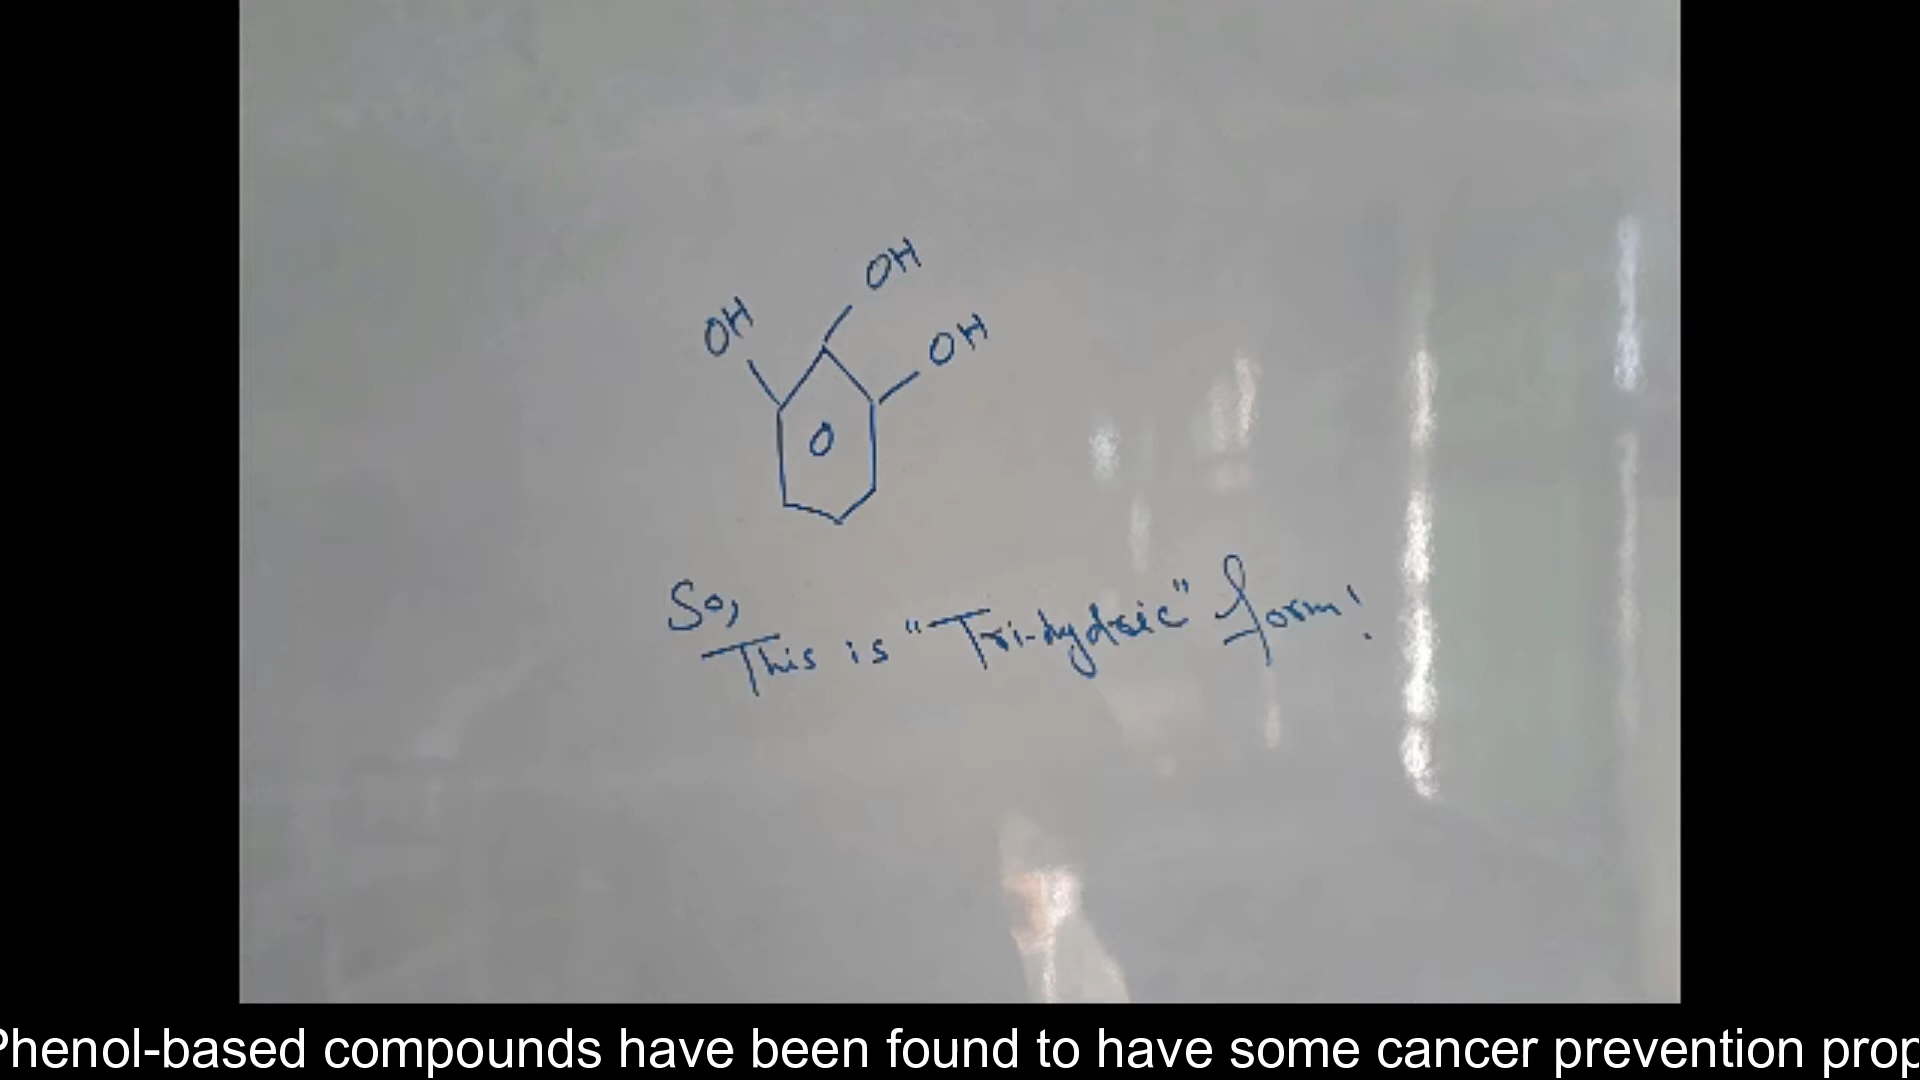 OH
OH
OH
O
So,
This is "Tri-hydric" form!
Phenol-based compounds have been found to have some cancer prevention prop